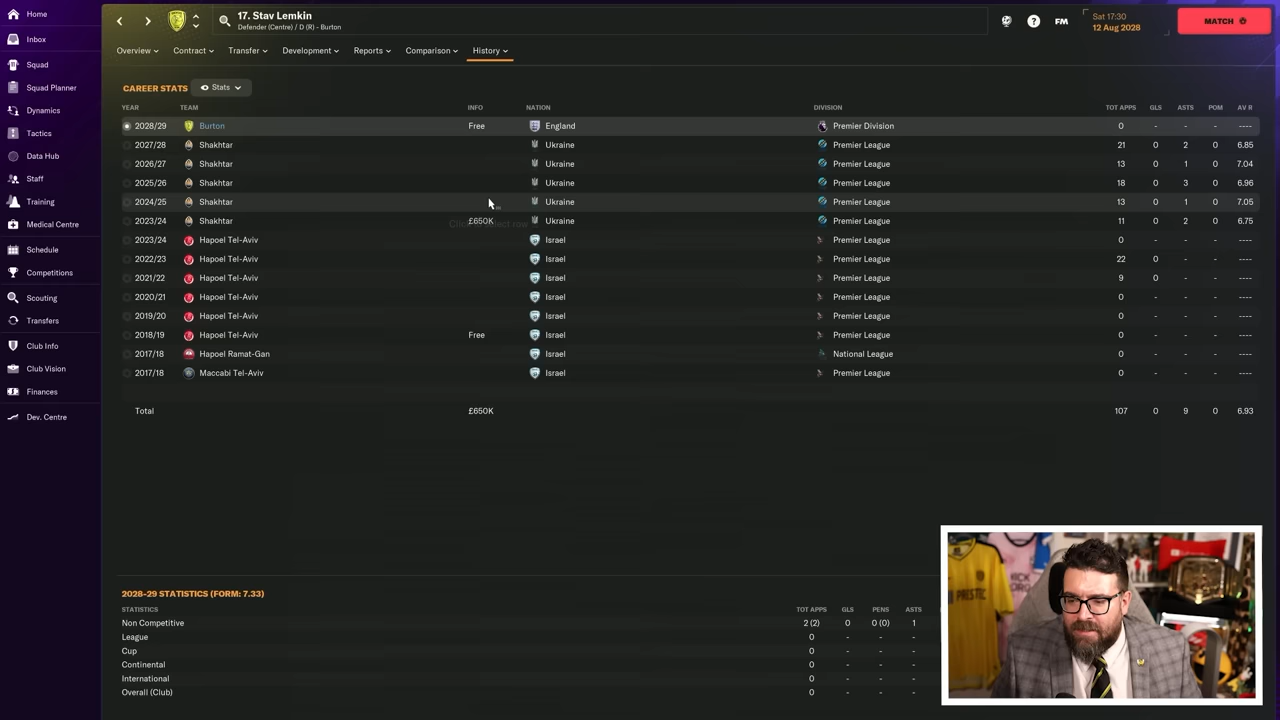 Home
Inbox
Squad
Squad Planner
Dynamics
Tactics
Data Hub
Staff
Training
Medical Centre
Schedule
Competitions
Scouting
Transfers
Club Info
Club Vision
Finances
Dev. Centre
17. Stav Lemkin
Defender (Centre) / D (R) - Burton
FM
Sat 17:30
12 Aug 2028
MATCH
Overview Contract Transfer Development Reports Comparison History
CAREER STATS Stats
YEAR TEAM INFO NATION DIVISION TOT APPS GLS ASTS POM AV R
2028/29 Burton Free England Premier Division 0 - - - ----
2027/28 Shakhtar Ukraine Premier League 21 0 2 0 6.85
2026/27 Shakhtar Ukraine Premier League 13 0 1 0 7.04
2025/26 Shakhtar Ukraine Premier League 18 0 3 0 6.96
2024/25 Shakhtar Ukraine Premier League 13 0 1 0 7.05
2023/24 Shakhtar £650K Ukraine Premier League 11 0 2 0 6.75
Click to select row
2023/24 Hapoel Tel-Aviv Israel Premier League 0 - - - ----
2022/23 Hapoel Tel-Aviv Israel Premier League 22 0 - - ----
2021/22 Hapoel Tel-Aviv Israel Premier League 9 0 - - ----
2020/21 Hapoel Tel-Aviv Israel Premier League 0 - - - ----
2019/20 Hapoel Tel-Aviv Israel Premier League 0 - - - ----
2018/19 Hapoel Tel-Aviv Free Israel Premier League 0 - - - ----
2017/18 Hapoel Ramat-Gan Israel National League 0 - - - ----
2017/18 Maccabi Tel-Aviv Israel Premier League 0 - - - ----
Total £650K 107 0 9 0 6.93
2028-29 STATISTICS (FORM: 7.33)
STATISTICS TOT APPS GLS PENS ASTS
Non Competitive 2 (2) 0 0 (0) 1
League 0 - - -
Cup 0 - - -
Continental 0 - - -
International 0 - - -
Overall (Club) 0 - - -